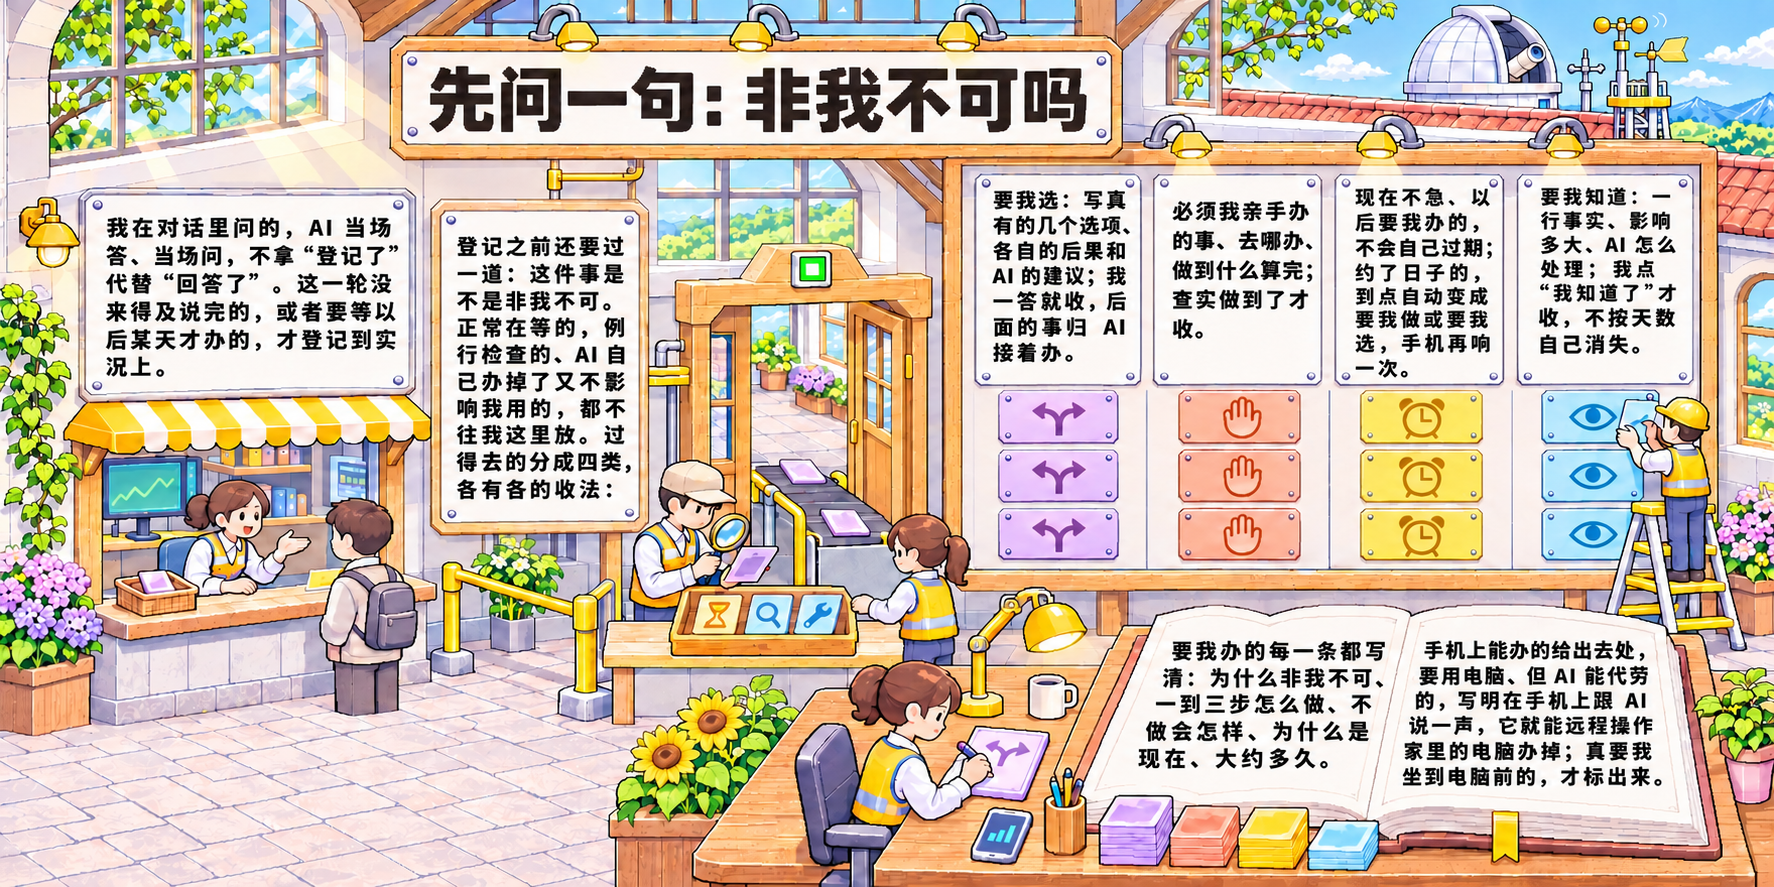 先问一句：非我不可吗
我在对话里问的，AI 当场
答、当场问，不拿“登记了”
代替“回答了”。这一轮没
来得及说完的，或者要等以
后某天才办的，才登记到实
况上。
登记之前还要过
一道：这件事是
不是非我不可。
正常在等的，例
行检查的、AI 自
已办掉了又不影
响我用的，都不
往我这里放。过
得去的分成四类，
各有各的收法：
要我选：写真
有的几个选项、
各自的后果和
AI 的建议；我
一答就收，后
面的事归 AI
接着办。
必须我亲手办
的事、去哪办、
做到什么算完；
查实做到了才
收。
现在不急、以
后要我办的，
不会自己过期；
约了日子的，
到点自动变成
要我做或要我
选，手机再响
一次。
要我知道：一
行事实、影响
多大、AI 怎么
处理；我点
“我知道了”才
收，不按天数
自己消失。
要我办的每一条都写
清：为什么非我不可、
一到三步怎么做、不
做会怎样、为什么是
现在、大约多久。
手机上能办的给出去处，
要用电脑、但 AI 能代劳
的，写明在手机上跟 AI
说一声，它就能远程操作
家里的电脑办掉；真要我
坐到电脑前的，才标出来。